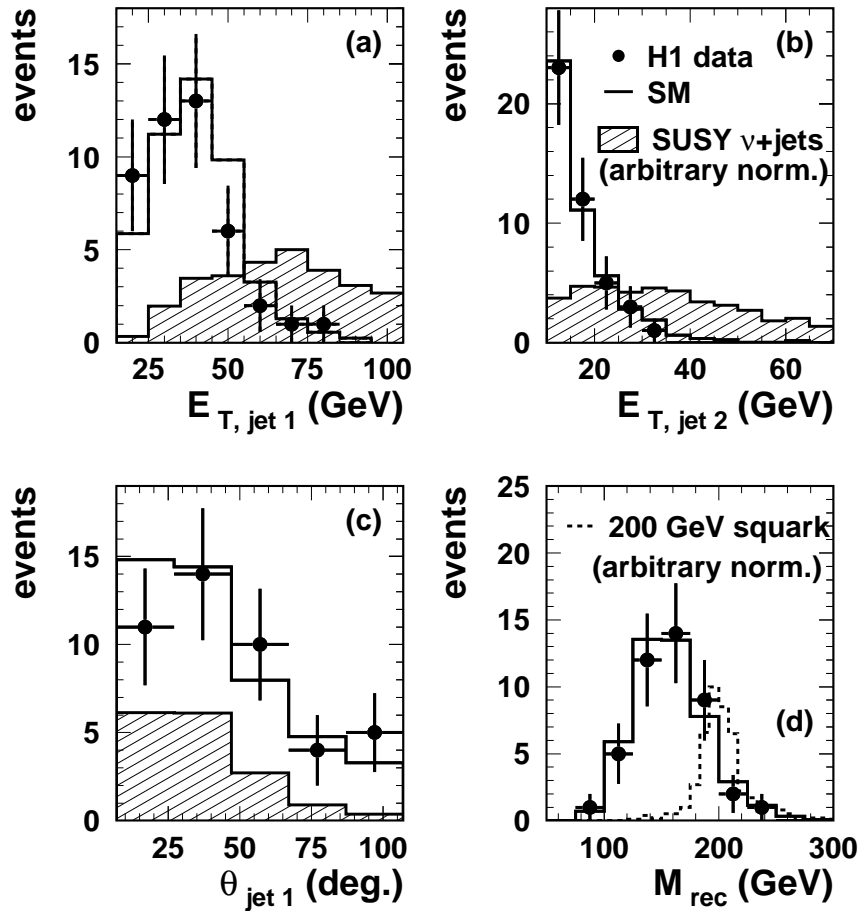 events
(a)
15
10
5
0
25 50 75 100
E T, jet 1 (GeV)
events
(b)
H1 data
SM
SUSY ν+jets
(arbitrary norm.)
20
10
0
20 40 60
E T, jet 2 (GeV)
events
(c)
15
10
5
0
25 50 75 100
θ jet 1 (deg.)
events
25
200 GeV squark
(arbitrary norm.)
20
15
10
(d)
5
0
100 200 300
M rec (GeV)